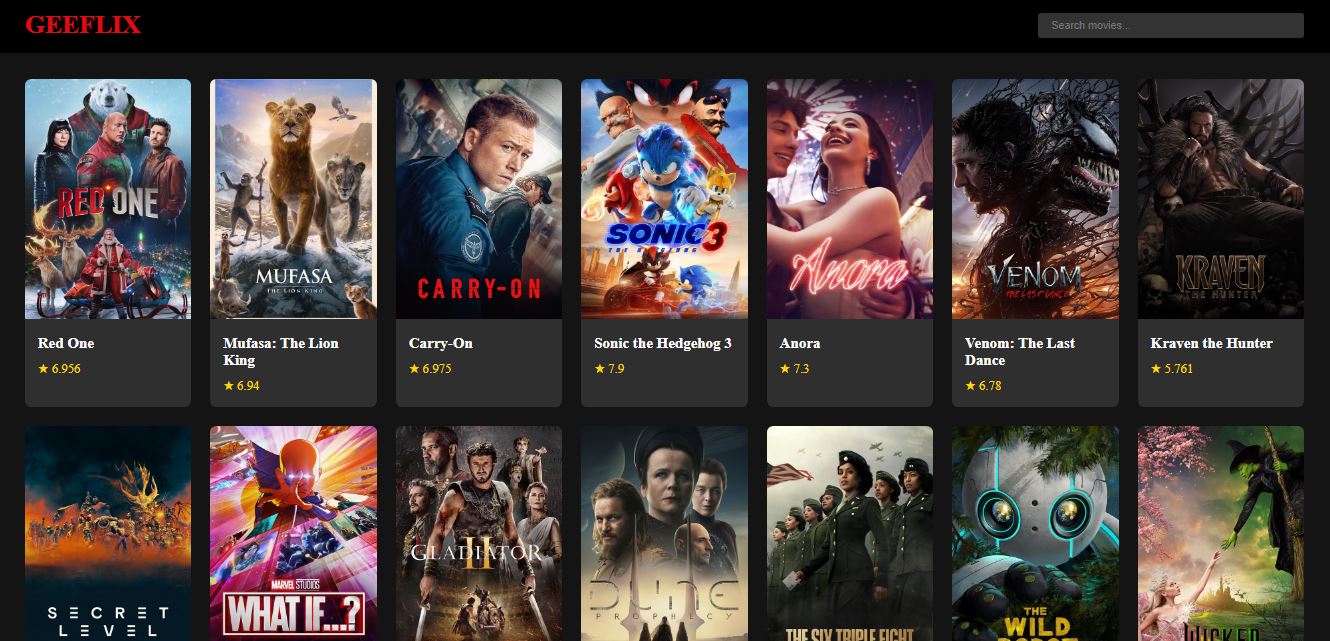 GEEFLIX
Search movies...
RED ONE
MUFASA
THE LION KING
CARRY-ON
SONIC 3
THE HEDGEHOG
Anora
VENOM
THE LAST DANCE
KRAVEN
THE HUNTER
Red One
★ 6.956
Mufasa: The Lion
King
★ 6.94
Carry-On
★ 6.975
Sonic the Hedgehog 3
★ 7.9
Anora
★ 7.3
Venom: The Last
Dance
★ 6.78
Kraven the Hunter
★ 5.761
SECRET
LEVEL
MARVEL STUDIOS
WHAT IF...?
GLADIATOR
II
DUNE
PROPHECY
THE SIX TRIPLE EIGHT
THE
WILD
ROBOT
WICKED